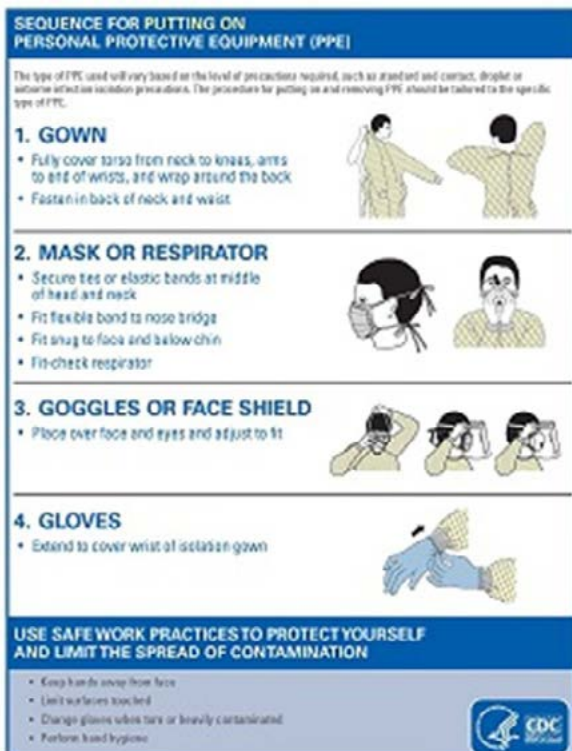 SEQUENCE FOR PUTTING ON
PERSONAL PROTECTIVE EQUIPMENT (PPE)
The type of PPE used will vary based on the level of precautions required, such as standard and contact, droplet or
airborne infection isolation precautions. The procedure for putting on and removing PPE should be tailored to the specific
type of PPE.
1. GOWN
• Fully cover torso from neck to knees, arms
to end of wrists, and wrap around the back
• Fasten in back of neck and waist
2. MASK OR RESPIRATOR
• Secure ties or elastic bands at middle
of head and neck
• Fit flexible band to nose bridge
• Fit snug to face and below chin
• Fit-check respirator
3. GOGGLES OR FACE SHIELD
• Place over face and eyes and adjust to fit
4. GLOVES
• Extend to cover wrist of isolation gown
USE SAFE WORK PRACTICES TO PROTECT YOURSELF
AND LIMIT THE SPREAD OF CONTAMINATION
• Keep hands away from face
• Limit surfaces touched
• Change gloves when torn or heavily contaminated
• Perform hand hygiene
CDC